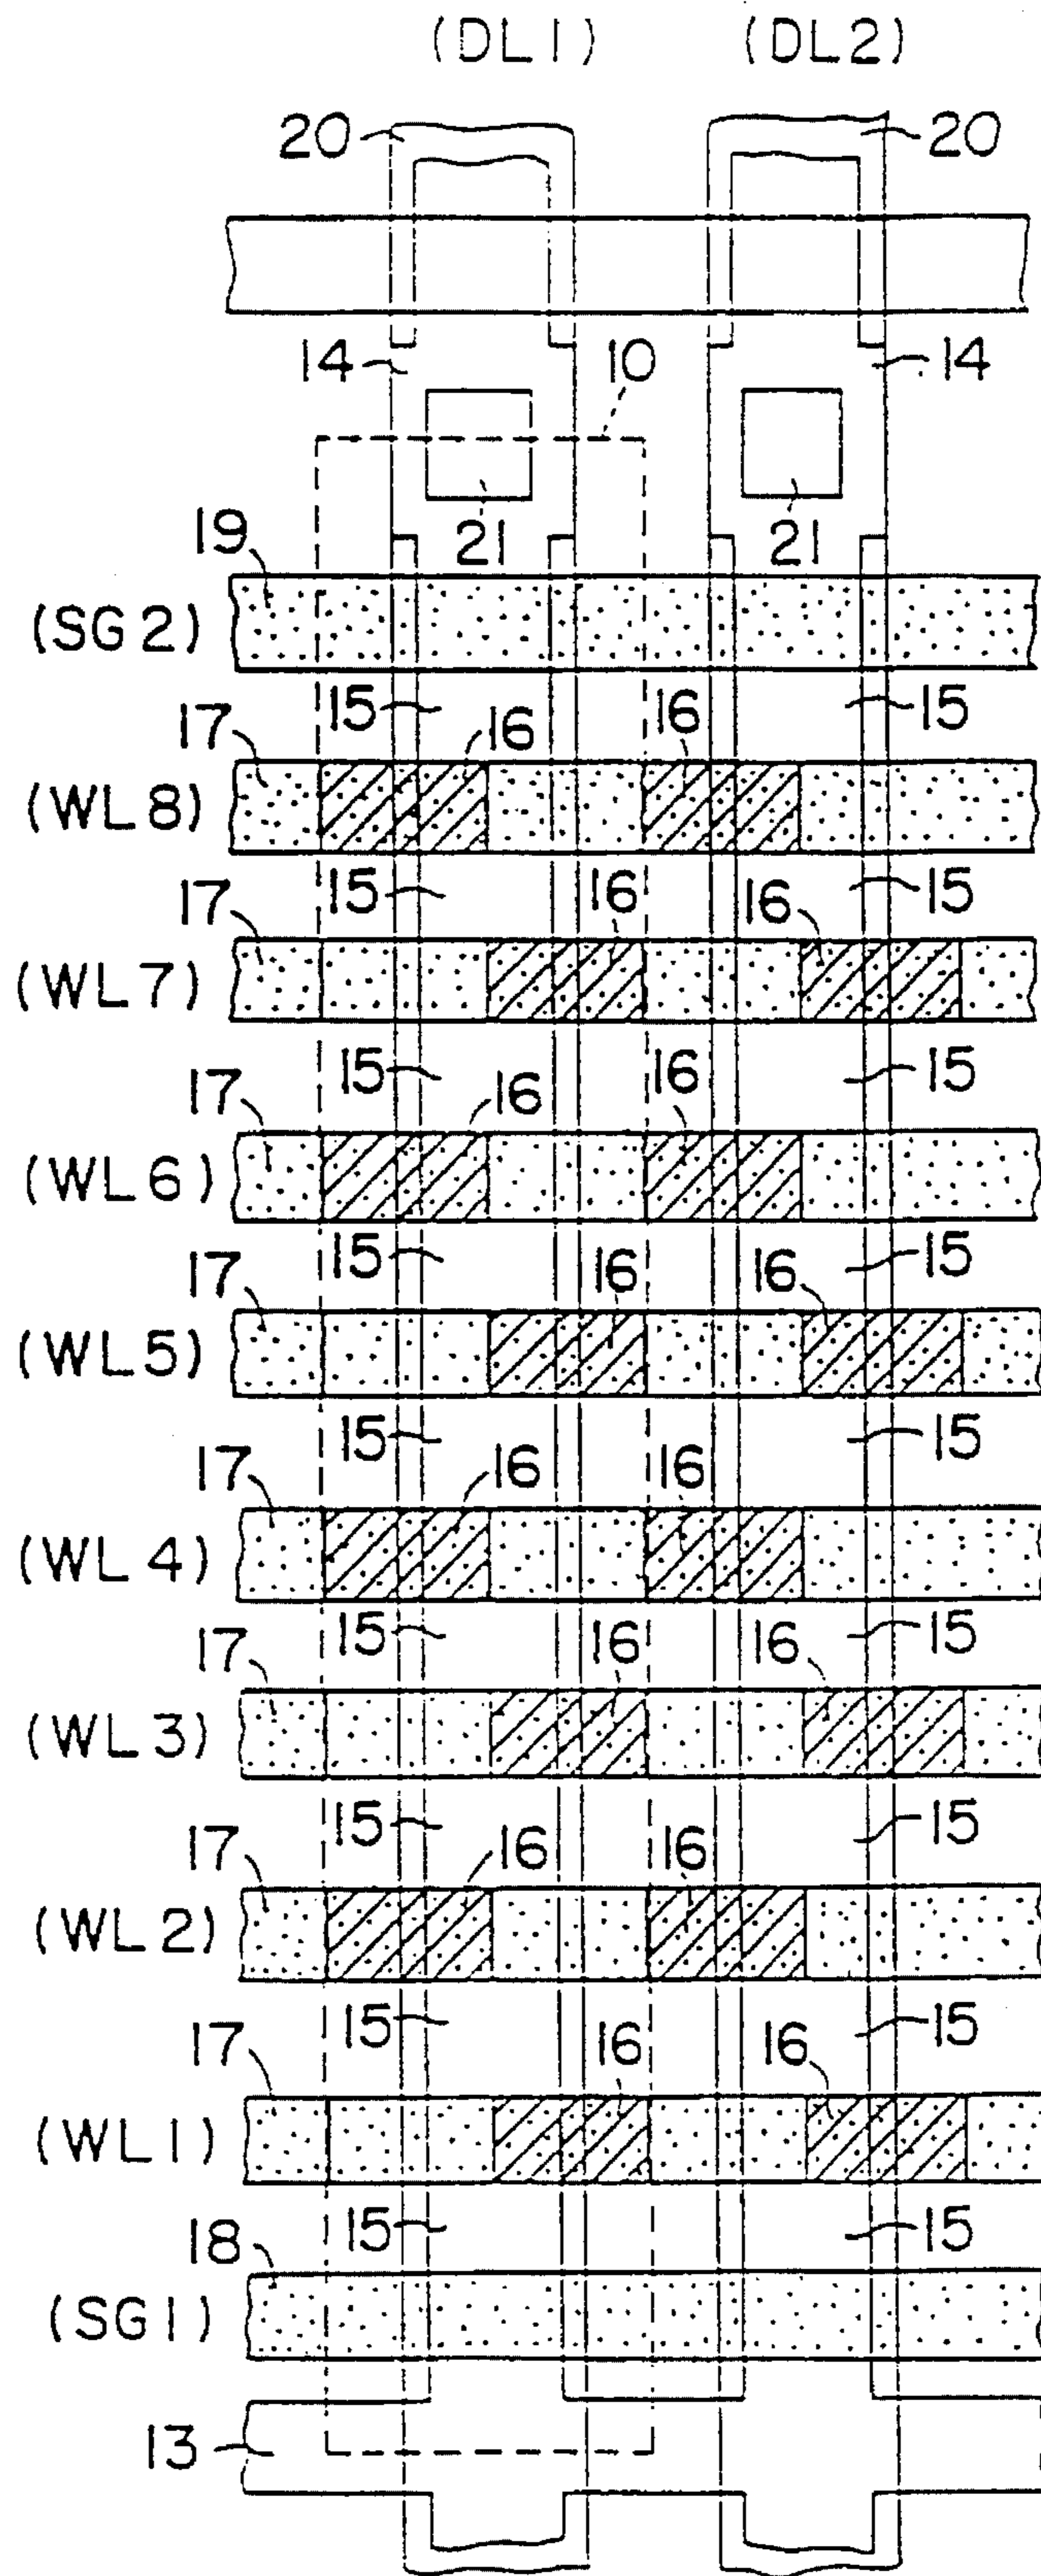 (DL1) (DL2)
20 20
14 10 14
21 21
19
(SG2)
15 16 16 15
17
(WL8)
15 16 16 15
17
(WL7)
15 16 16 15
17
(WL6)
15 16 16 15
17
(WL5)
15 16 16 15
17
(WL4)
15 16 16 15
17
(WL3)
15 16 16 15
17
(WL2)
15 16 16 15
17
(WL1)
15 15
18
(SG1)
13